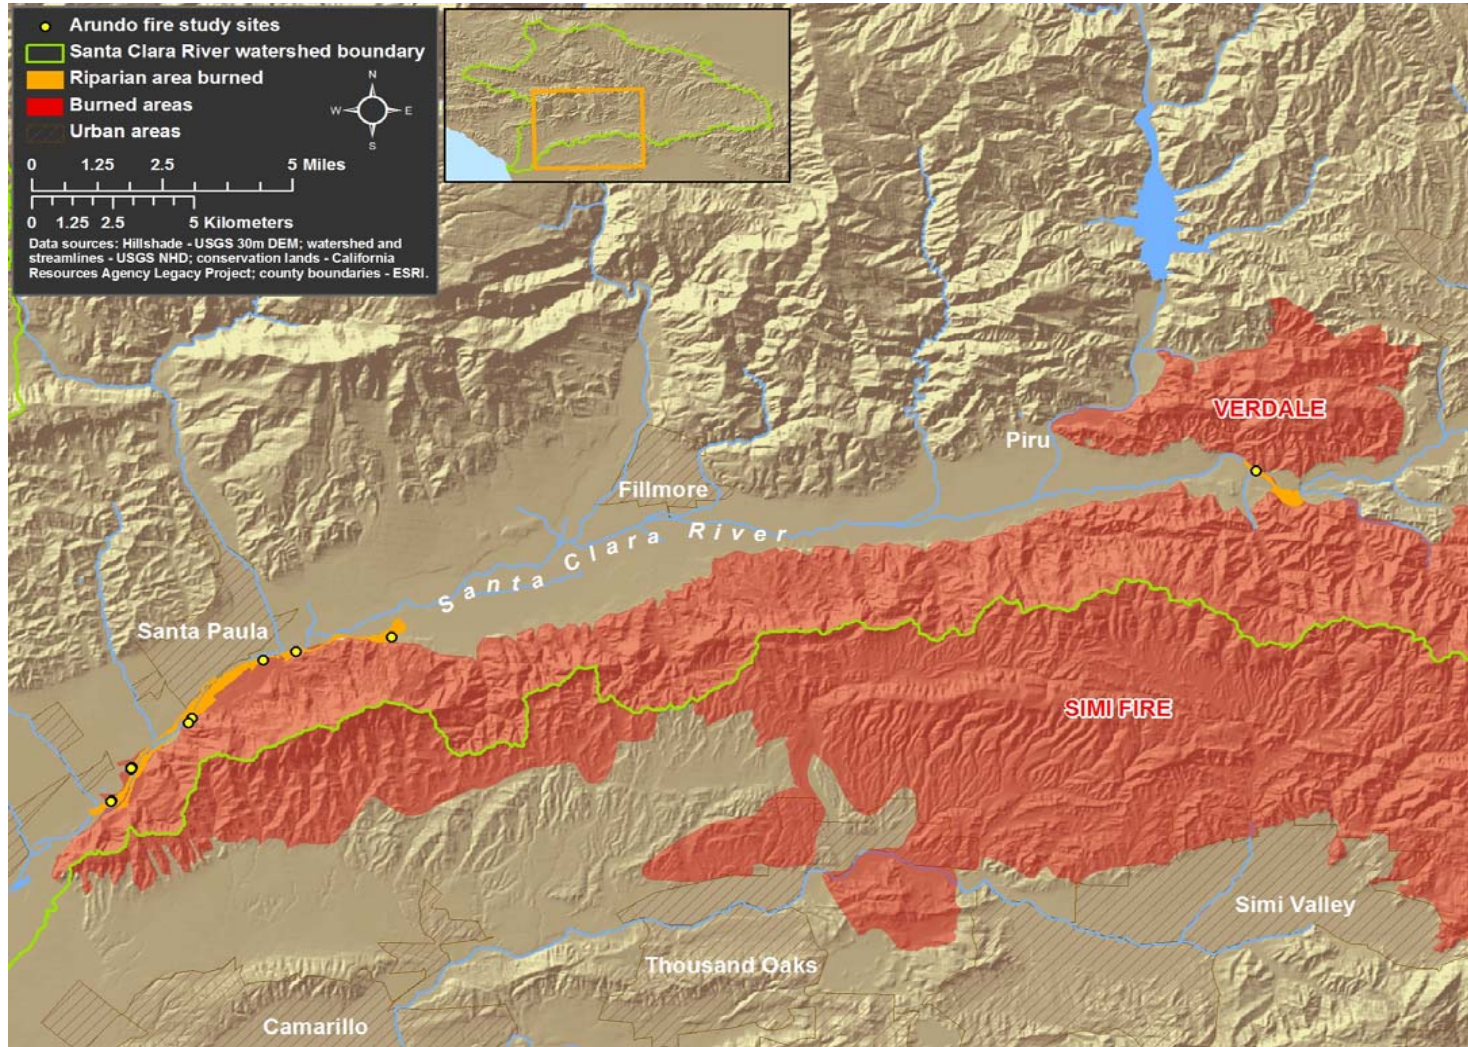 Arundo fire study sites
Santa Clara River watershed boundary
Riparian area burned
Burned areas
Urban areas
N
W E
S
0 1.25 2.5 5 Miles
0 1.25 2.5 5 Kilometers
Data sources: Hillshade - USGS 30m DEM; watershed and
streamlines - USGS NHD; conservation lands - California
Resources Agency Legacy Project; county boundaries - ESRI.
VERDALE
Piru
Fillmore
Santa Clara River
Santa Paula
SIMI FIRE
Simi Valley
Thousand Oaks
Camarillo